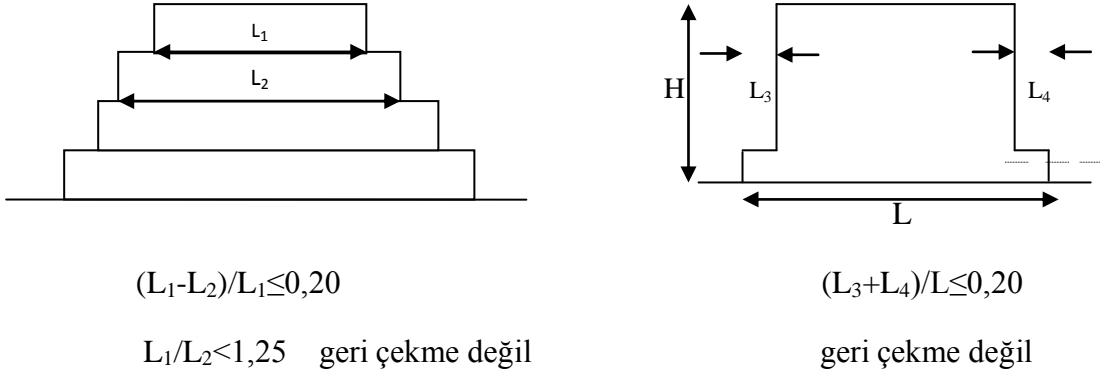 L₁
L₂
H
L₃
L₄
L
(L₁-L₂)/L₁≤0,20
(L₃+L₄)/L≤0,20
L₁/L₂<1,25 geri çekme değil
geri çekme değil